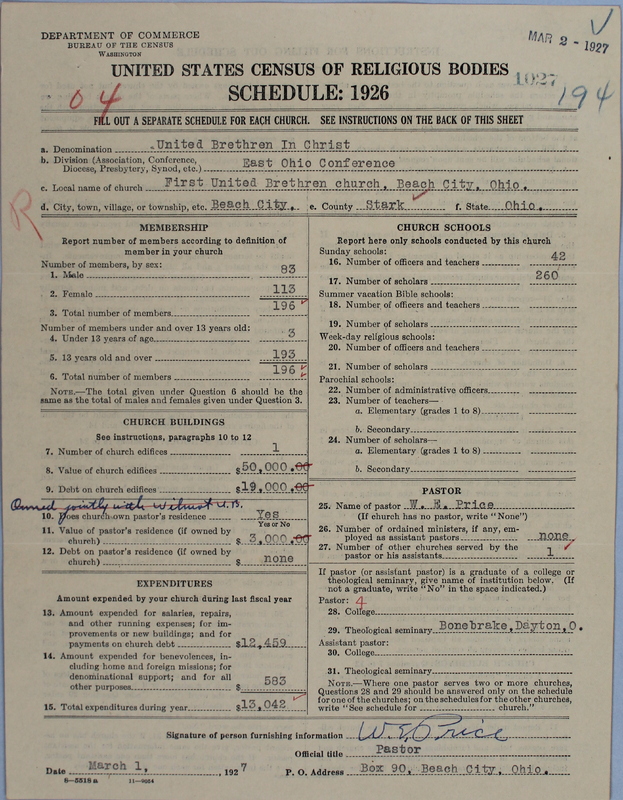 DEPARTMENT OF COMMERCE
BUREAU OF THE CENSUS
WASHINGTON
MAR 2 - 1927
UNITED STATES CENSUS OF RELIGIOUS BODIES
1027
SCHEDULE: 1926
04
194
FILL OUT A SEPARATE SCHEDULE FOR EACH CHURCH. SEE INSTRUCTIONS ON THE BACK OF THIS SHEET
a. Denomination United Brethren In Christ
b. Division (Association, Conference, Diocese, Presbytery, Synod, etc.) East Ohio Conference
c. Local name of church First United Brethren church, Beach City, Ohio.
d. City, town, village, or township, etc. Beach City. e. County Stark f. State Ohio.
R
MEMBERSHIP
Report number of members according to definition of
member in your church
Number of members, by sex:
1. Male 83
2. Female 113
3. Total number of members 196
Number of members under and over 13 years old:
4. Under 13 years of age 3
5. 13 years old and over 193
6. Total number of members 196
NOTE.—The total given under Question 6 should be
same as the total of males and females given under Question 3.
CHURCH BUILDINGS
See instructions, paragraphs 10 to 12
7. Number of church edifices 1
8. Value of church edifices $50,000.00
9. Debt on church edifices $19,000.00
Owned jointly with Wilmot U.B.
10. Does church own pastor's residence Yes
Yes or No
11. Value of pastor's residence (if owned by
church) $ 3,000.00
12. Debt on pastor's residence (if owned by
church) $ none
EXPENDITURES
Amount expended by your church during last fiscal year
13. Amount expended for salaries, repairs,
and other running expenses; for im-
provements or new buildings; and for
payments on church debt $12,459
14. Amount expended for benevolences, in-
cluding home and foreign missions; for
denominational support; and for all
other purposes $ 583
15. Total expenditures during year $13,042
CHURCH SCHOOLS
Report here only schools conducted by this church
Sunday schools:
16. Number of officers and teachers 42
17. Number of scholars 260
Summer vacation Bible schools:
18. Number of officers and teachers
19. Number of scholars
Week-day religious schools:
20. Number of officers and teachers
21. Number of scholars
Parochial schools:
22. Number of administrative officers
23. Number of teachers—
a. Elementary (grades 1 to 8)
b. Secondary
24. Number of scholars—
a. Elementary (grades 1 to 8)
b. Secondary
PASTOR
25. Name of pastor W. E. Price
(If church has no pastor, write "None")
26. Number of ordained ministers, if any, em-
ployed as assistant pastors none
27. Number of other churches served by the
pastor or his assistants 1
If pastor (or assistant pastor) is a graduate of a college or
theological seminary, give name of institution below. (If
not a graduate, write "No" in the space indicated.)
Pastor: 4
28. College
29. Theological seminary Bonebrake, Dayton, O.
Assistant pastor:
30. College
31. Theological seminary
NOTE.—Where one pastor serves two or more churches,
Questions 28 and 29 should be answered only on the schedule
for one of the churches; on the schedules for the other churches,
write "See schedule for church."
Signature of person furnishing information W. E. Price
Official title Pastor
Date March 1, 1927 P. O. Address Box 90, Beach City, Ohio.
8—5518 a 11—9024